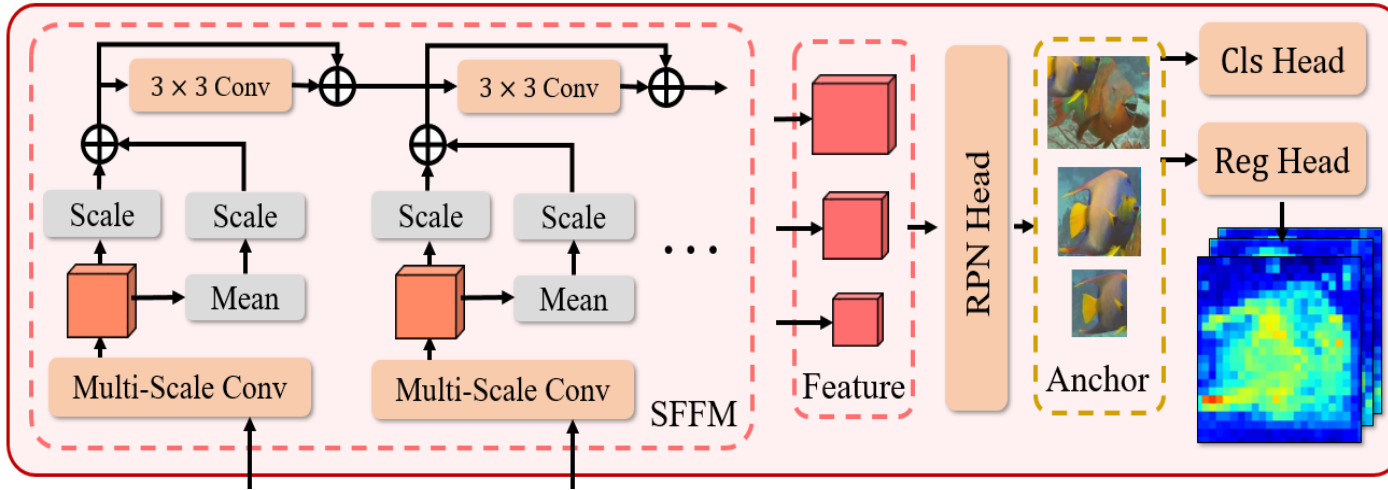 3 × 3 Conv
3 × 3 Conv
Scale
Scale
Scale
Scale
Mean
Mean
Multi-Scale Conv
Multi-Scale Conv
...
SFFM
Feature
RPN Head
Anchor
Cls Head
Reg Head